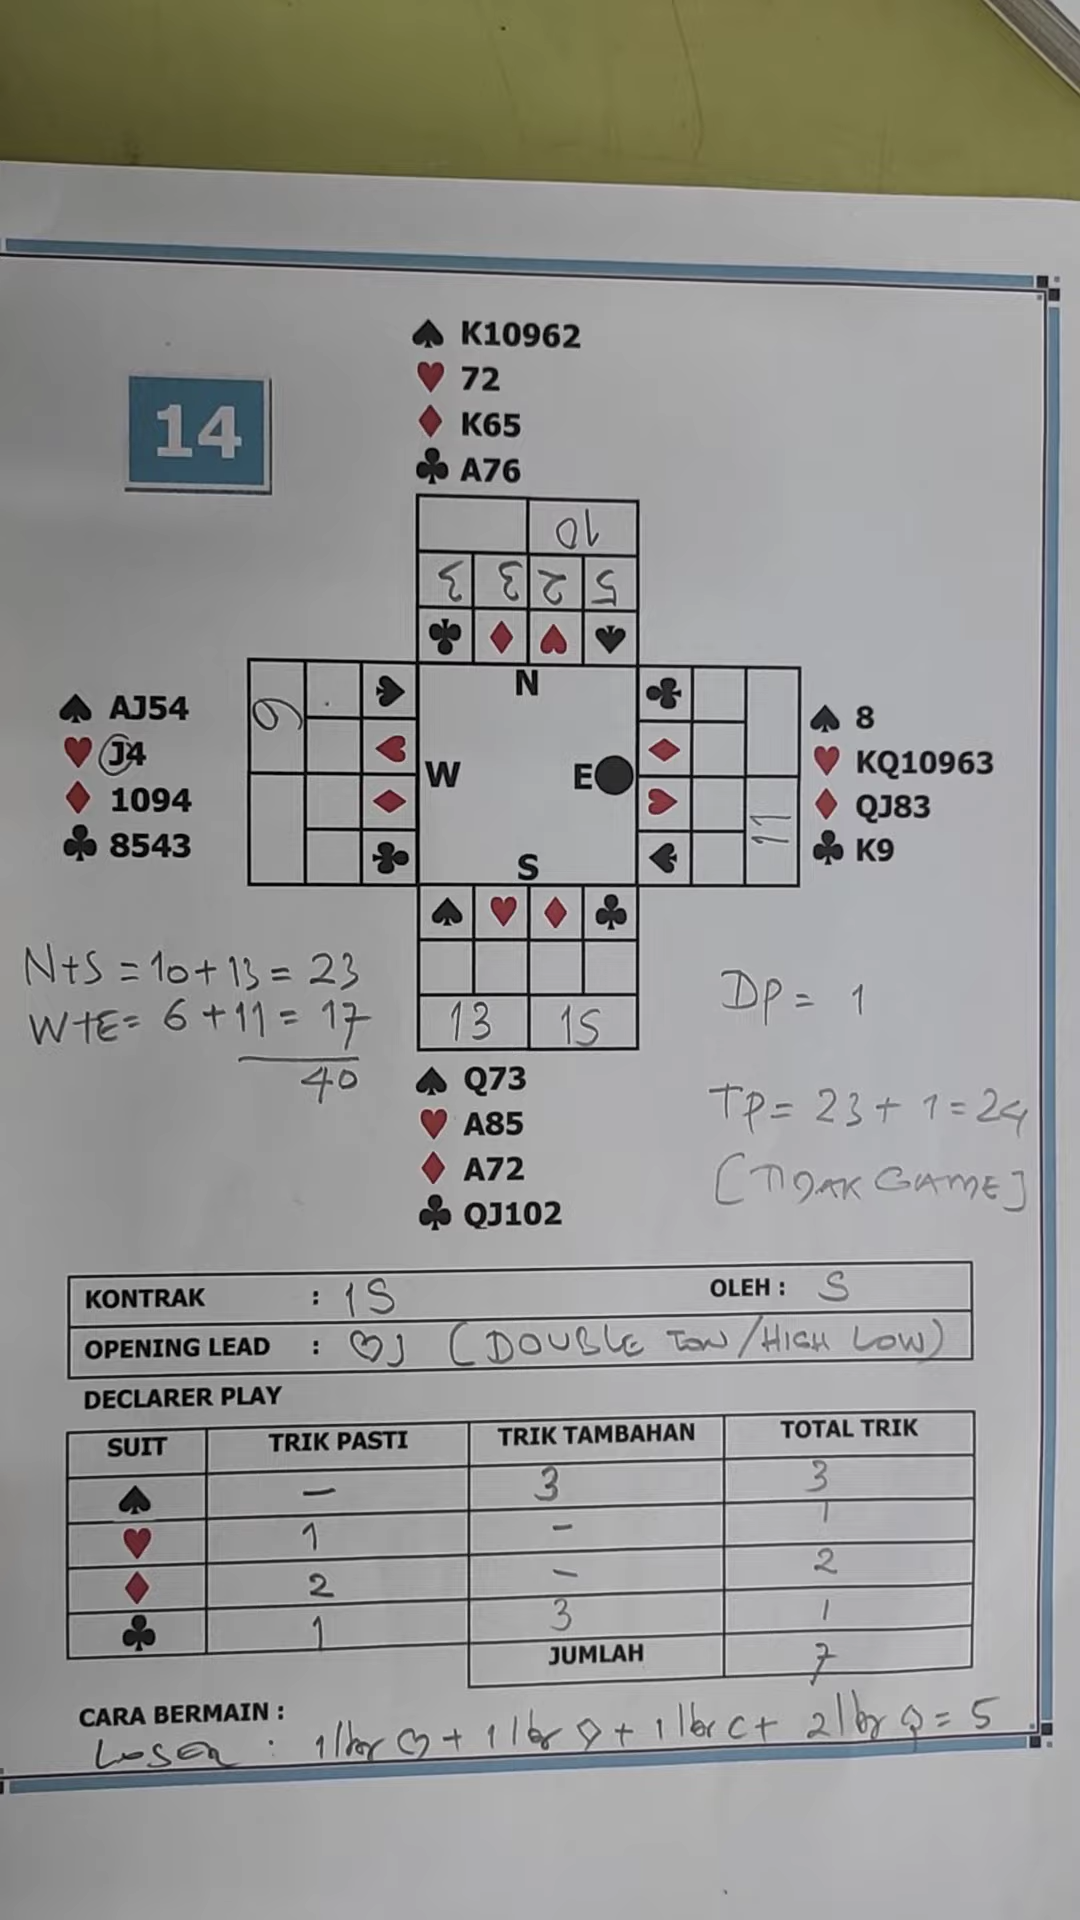 ♠ K10962
14
♥ 72
♦ K65
♣ A76
10
3 3 2 5
♣ ♦ ♥ ♠
N
♠ AJ54
♥ J4
♦ 1094
♣ 8543
6
♠
♥
♦
♣
W
E
♣
♦
♥
♠
11
♠ 8
♥ KQ10963
♦ QJ83
♣ K9
S
♠ ♥ ♦ ♣
13 15
N+S = 10+13 = 23
W+E = 6+11 = 17
40
DP = 1
TP = 23 + 1 = 24
[TIDAK GAME]
♠ Q73
♥ A85
♦ A72
♣ QJ102
KONTRAK : 1S OLEH : S
OPENING LEAD : ♡J (DOUBLE TON/HIGH LOW)
DECLARER PLAY
SUIT TRIK PASTI TRIK TAMBAHAN TOTAL TRIK
♠ – 3 3
♥ 1 – 1
♦ 2 – 2
♣ 1 3 1
JUMLAH 7
CARA BERMAIN :
LOSER : 1 lbr ♡ + 1 lbr + 1 lbr C + 2 lbr = 5